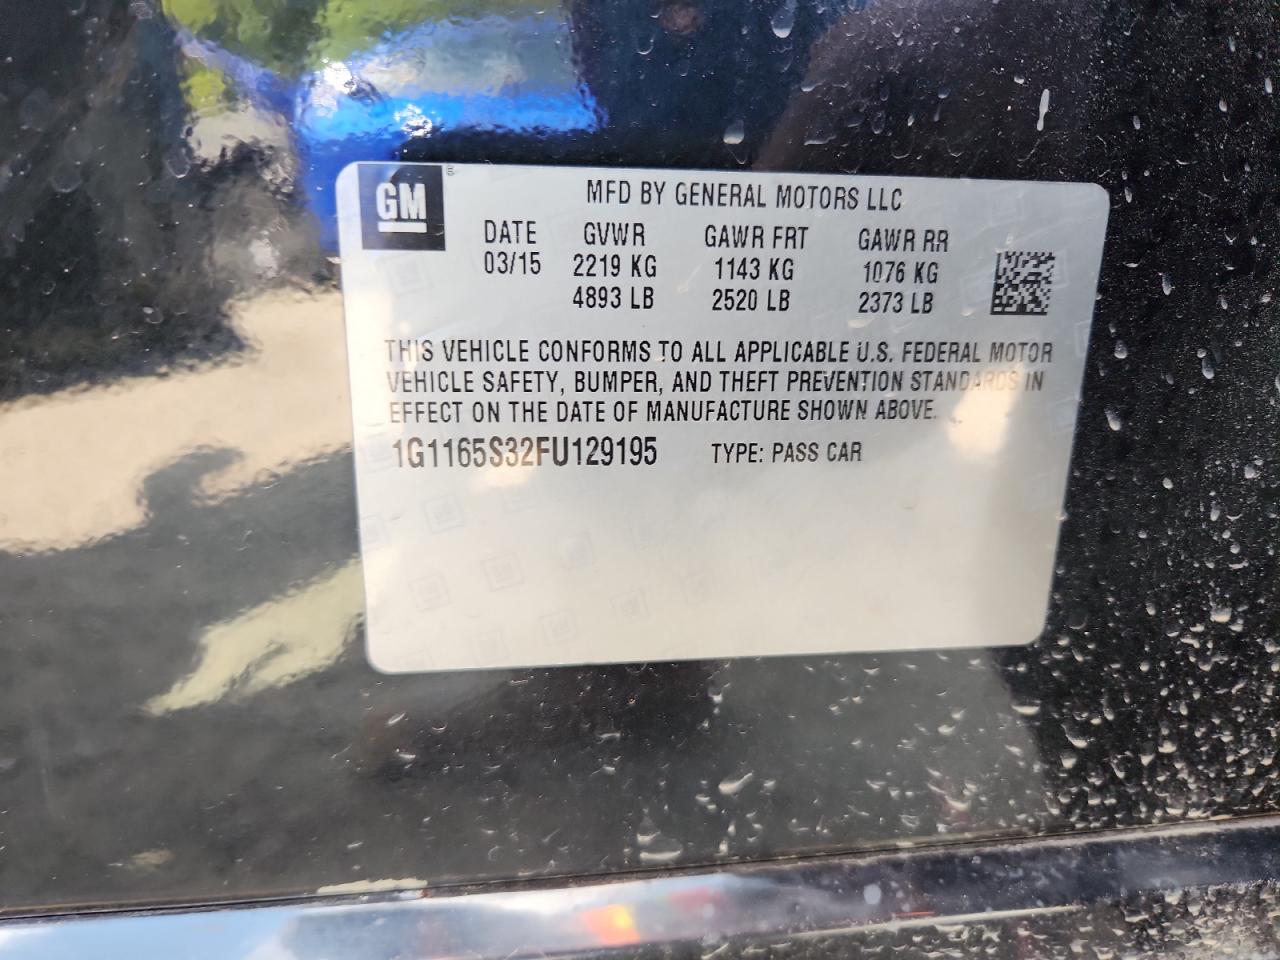 GM
MFD BY GENERAL MOTORS LLC
DATE GVWR GAWR FRT GAWR RR
03/15 2219 KG 1143 KG 1076 KG
4893 LB 2520 LB 2373 LB
THIS VEHICLE CONFORMS TO ALL APPLICABLE U.S. FEDERAL MOTOR
VEHICLE SAFETY, BUMPER, AND THEFT PREVENTION STANDARDS IN
EFFECT ON THE DATE OF MANUFACTURE SHOWN ABOVE.
1G1165S32FU129195 TYPE: PASS CAR